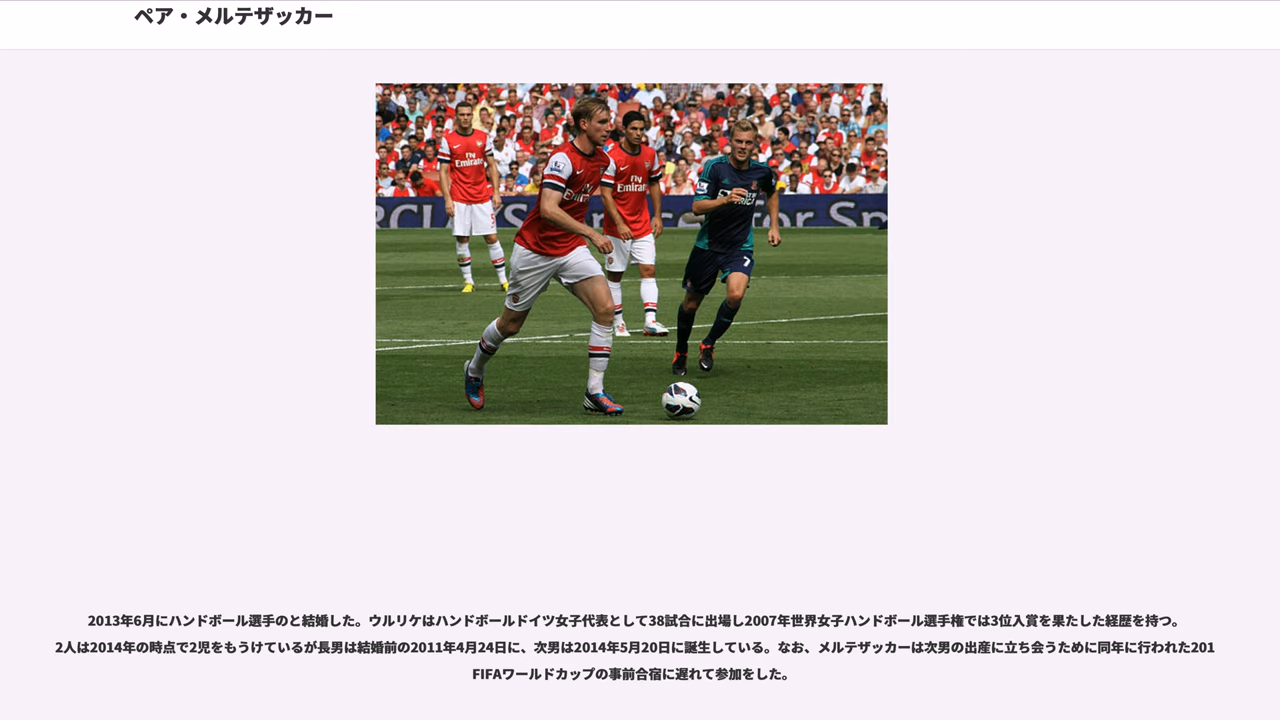 ペア・メルテザッカー
Fly
Emirates
Fly
Emirates
Fly
7
BARCLAYS
for Sp
2013年6月にハンドボール選手のと結婚した。ウルリケはハンドボールドイツ女子代表として38試合に出場し2007年世界女子ハンドボール選手権では3位入賞を果たした経歴を持つ。
2人は2014年の時点で2児をもうけているが長男は結婚前の2011年4月24日に、次男は2014年5月20日に誕生している。なお、メルテザッカーは次男の出産に立ち会うために同年に行われた201
FIFAワールドカップの事前合宿に遅れて参加をした。